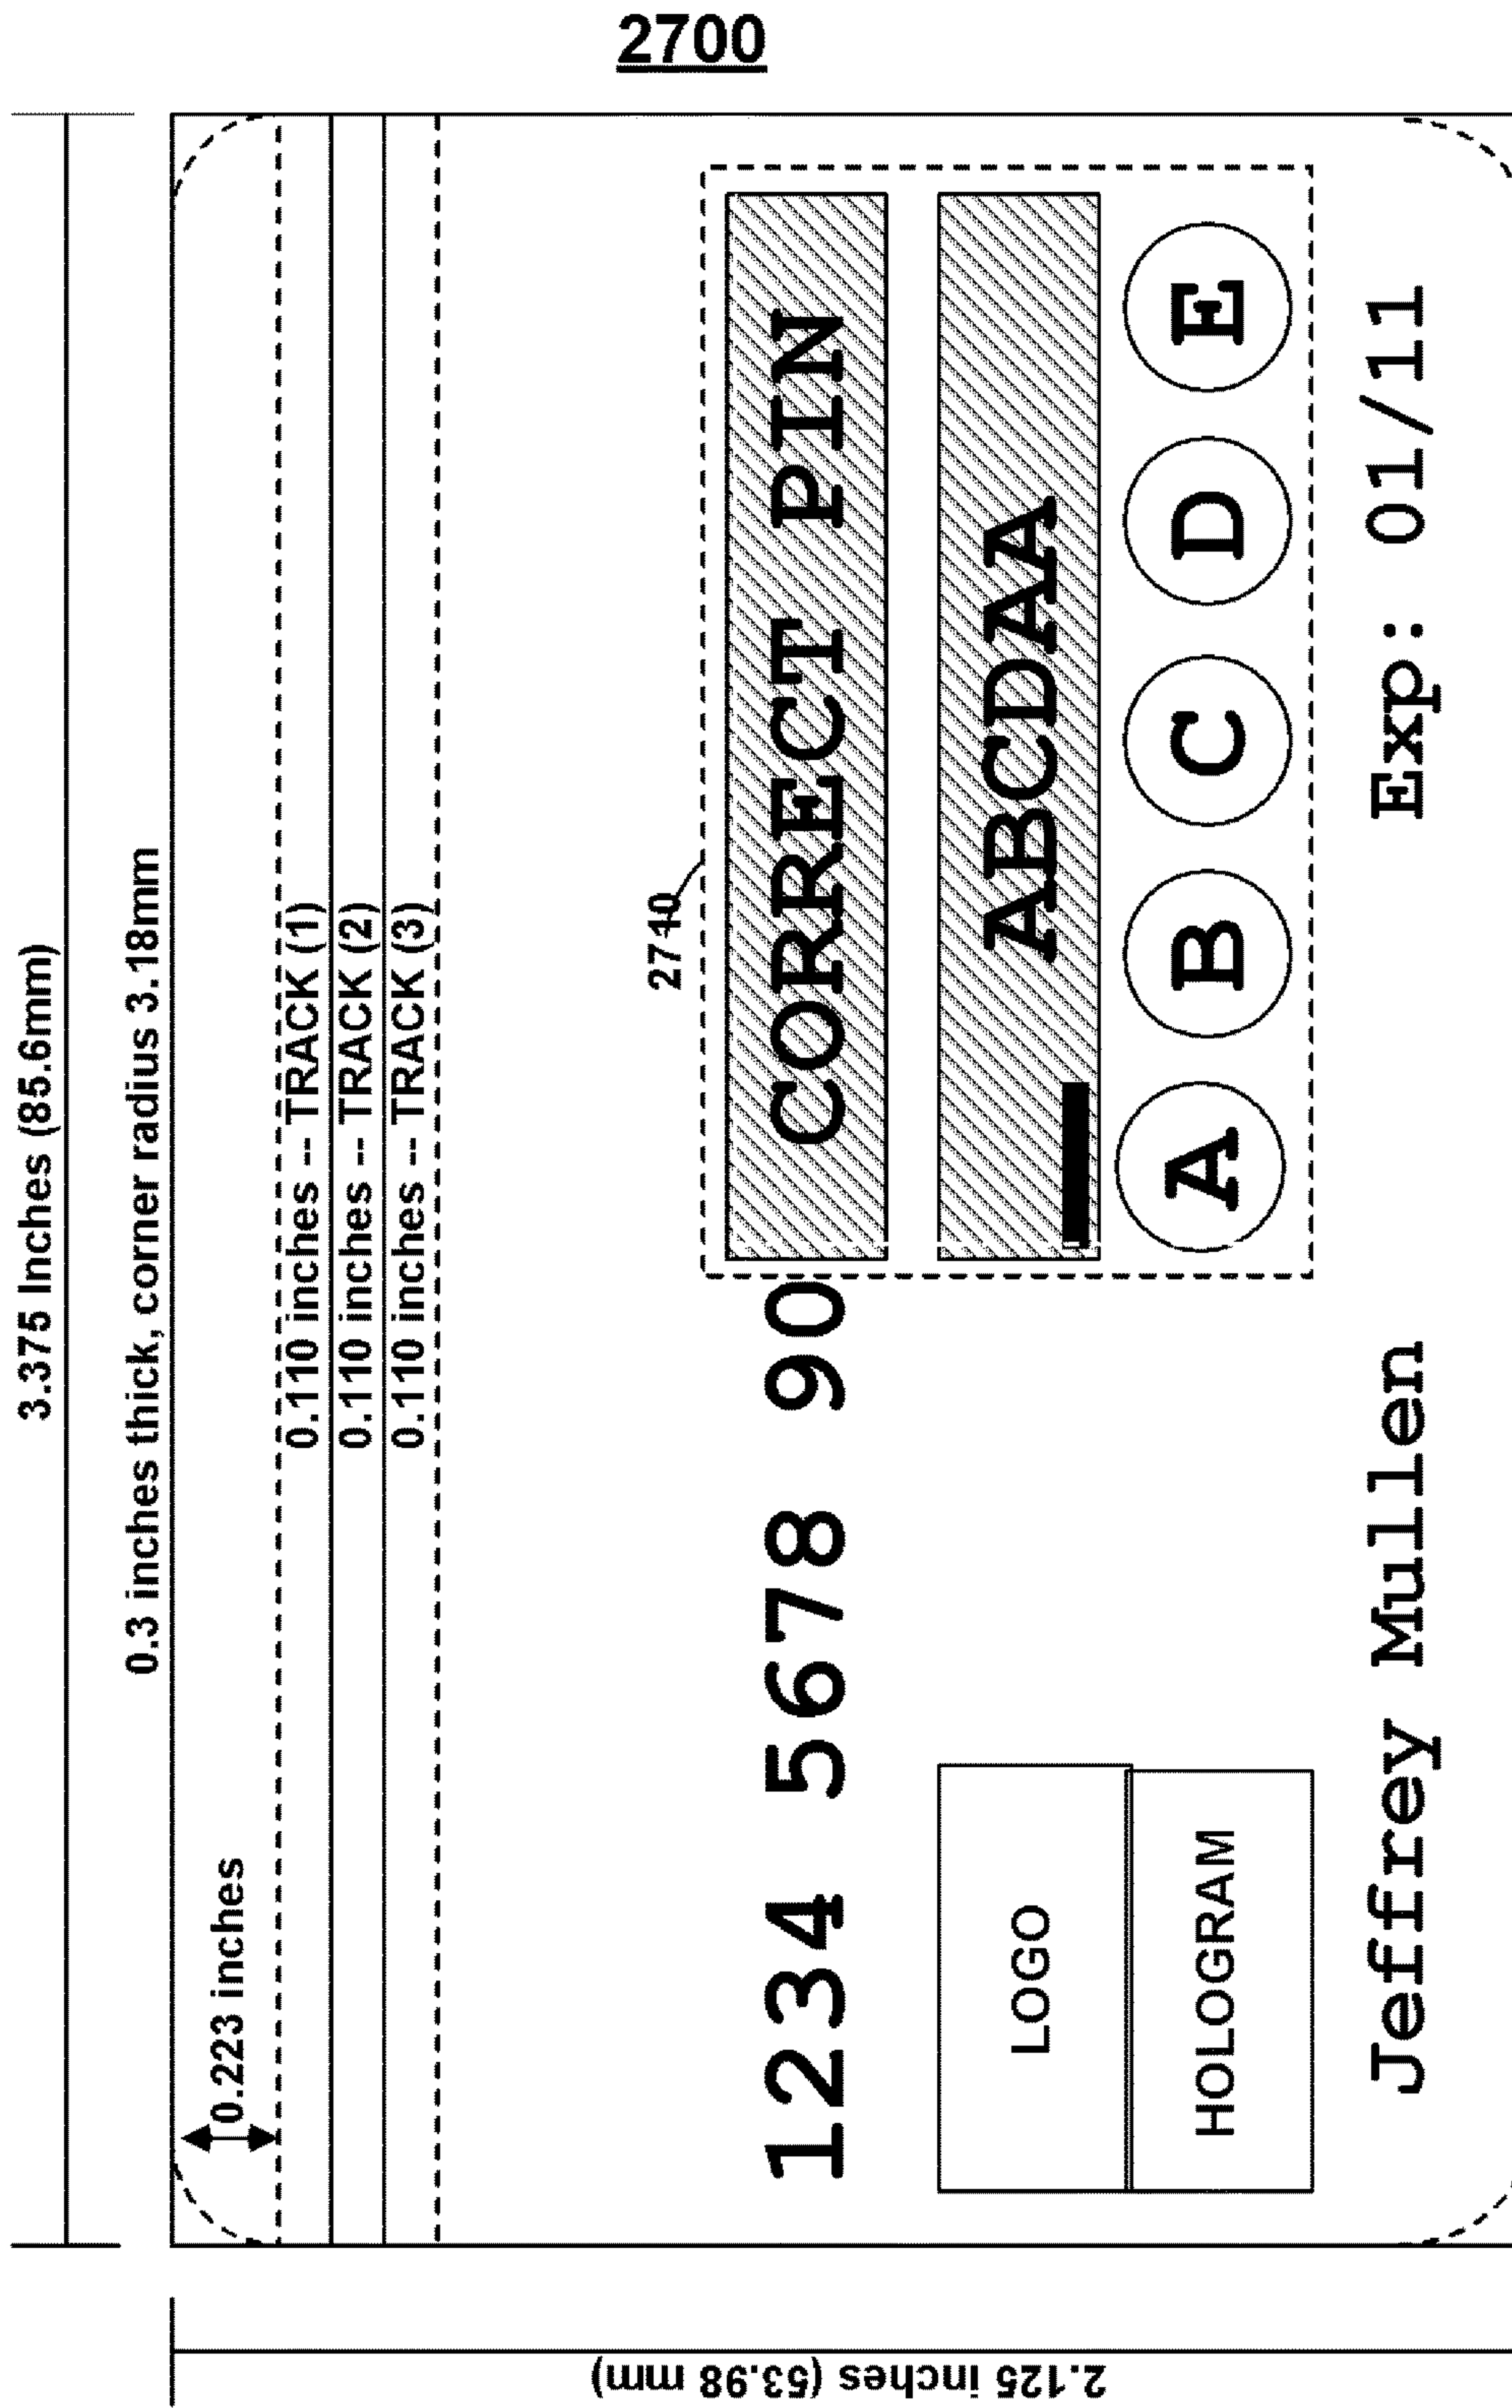 2700
3.375 Inches (85.6mm)
0.3 inches thick, corner radius 3.18mm
0.223 inches
0.110 inches -- TRACK (1)
0.110 inches -- TRACK (2)
0.110 inches -- TRACK (3)
2710
1234 5678 90
CORRECT PIN
ABCDAA
LOGO
HOLOGRAM
A B C D E
Jeffrey Mullen Exp: 01/11
2.125 inches (53.98 mm)